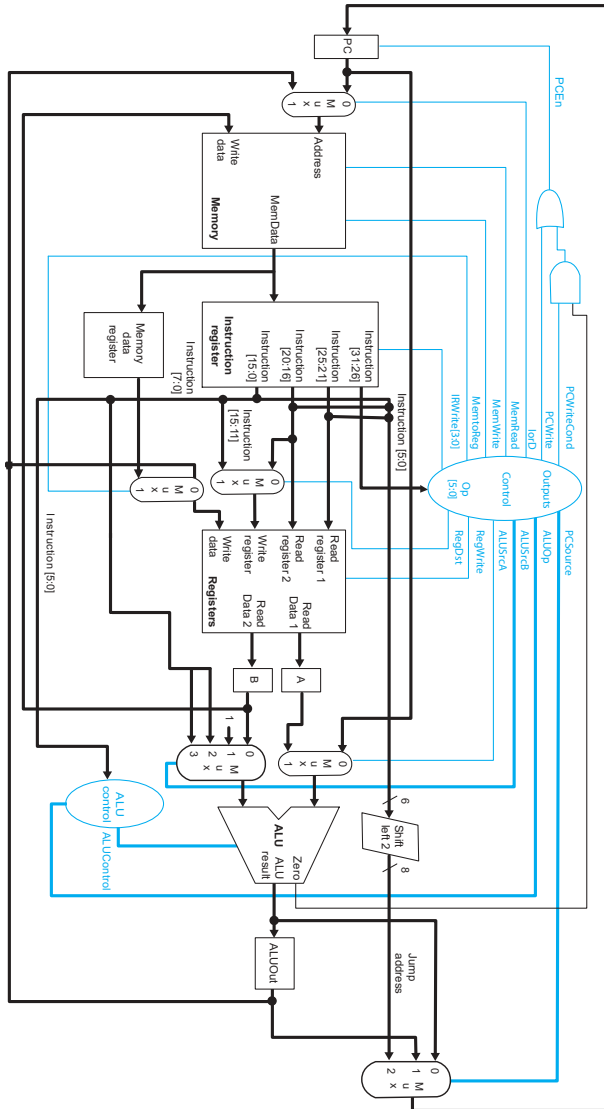 PCEn
PCWriteCond
PCWrite
IorD
MemRead
MemWrite
MemtoReg
IRWrite[3:0]
Outputs
Control
Op
[5:0]
PCSource
ALUOp
ALUSrcB
ALUSrcA
RegWrite
RegDst
PC
0
M
u
x
1
Address
Write
data
MemData
Memory
Instruction
[31:26]
Instruction
[25:21]
Instruction
[20:16]
Instruction
[15:0]
Instruction
register
Memory
data
register
Instruction [5:0]
Instruction
[15:11]
Instruction
[7:0]
Instruction [5:0]
0
M
u
x
1
0
M
u
x
1
Read
register 1
Read
register 2
Write
register
Write
data
Read
Data 1
Read
Data 2
Registers
A
B
0
M
u
x
1
1
0
1 M
2 u
3 x
6
Shift
left 2
8
Zero
ALU ALU
result
ALU
control
ALUControl
ALUOut
Jump
address
0
1 M
u
2 x